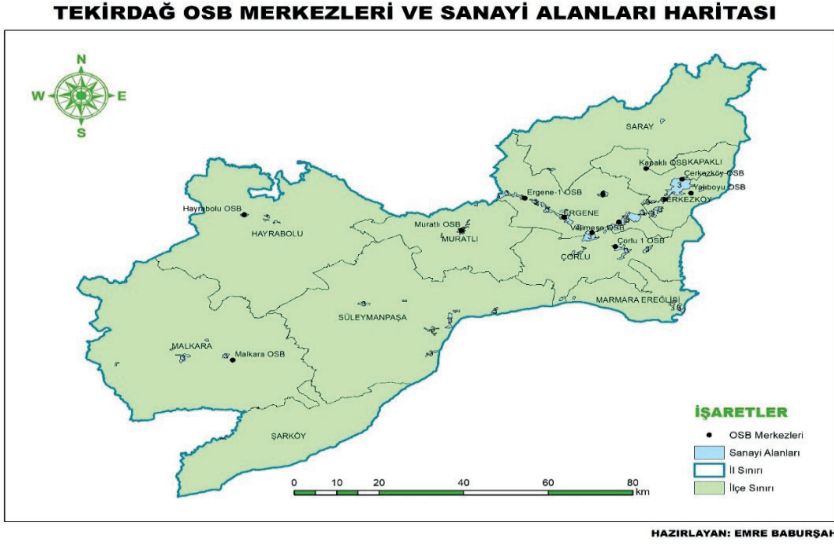 TEKİRDAĞ OSB MERKEZLERİ VE SANAYİ ALANLARI HARİTASI
N
W E
S
SARAY
Kapaklı OSB KAPAKLI
Çerkezköy OSB
3
Yalıboyu OSB
ÇERKEZKÖY
Ergene-1 OSB
ERGENE
Velimeşe OSB
Hayrabolu OSB
HAYRABOLU
Muratlı OSB
MURATLI
Çorlu 1 OSB
ÇORLU
MARMARA EREĞLİSİ
SÜLEYMANPAŞA
MALKARA
Malkara OSB
ŞARKÖY
İŞARETLER
OSB Merkezleri
Sanayi Alanları
İl Sınırı
İlçe Sınırı
0 10 20 40 60 80
km
HAZIRLAYAN: EMRE BABURŞAH